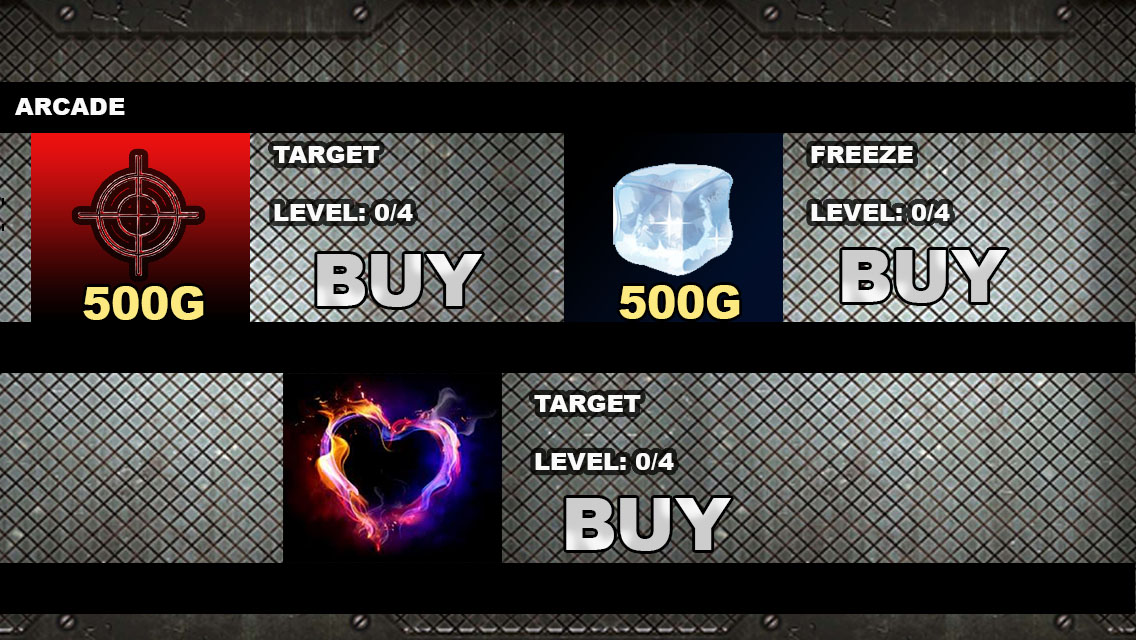 ARCADE
TARGET
LEVEL: 0/4
BUY
500G
FREEZE
LEVEL: 0/4
BUY
500G
TARGET
LEVEL: 0/4
BUY